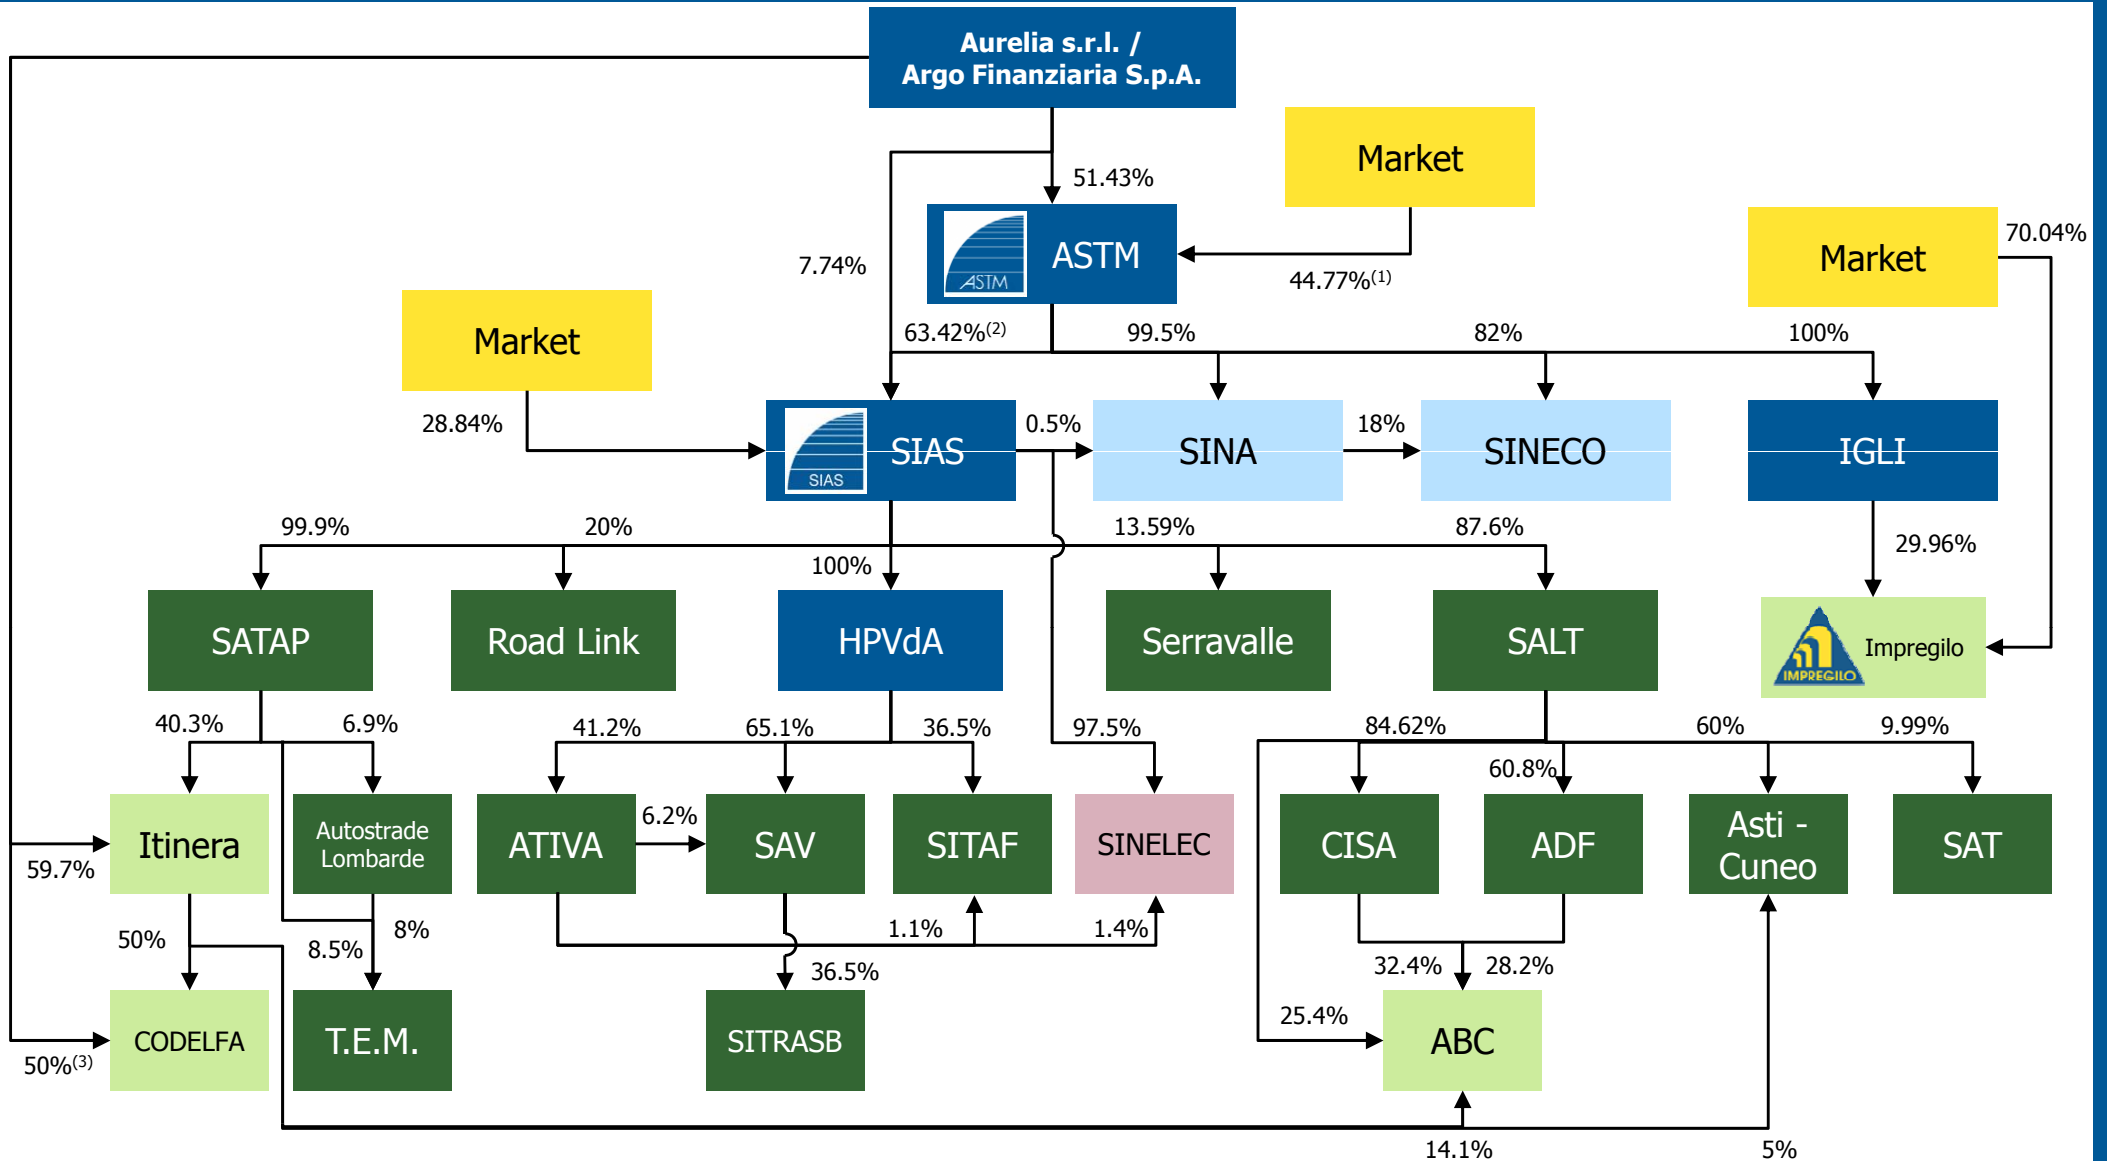 Aurelia s.r.l. /
Argo Finanziaria S.p.A.
Market
51.43%
ASTM
ASTM
Market
70.04%
7.74%
44.77%(1)
Market
63.42%(2)
99.5%
82%
100%
28.84%
SIAS
SIAS
0.5%
SINA
18%
SINECO
IGLI
99.9%
20%
100%
13.59%
87.6%
29.96%
SATAP
Road Link
HPVdA
Serravalle
SALT
IMPREGILO
Impregilo
40.3%
6.9%
41.2%
65.1%
36.5%
97.5%
84.62%
60.8%
60%
9.99%
Itinera
Autostrade
Lombarde
ATIVA
6.2%
SAV
SITAF
SINELEC
CISA
ADF
Asti -
Cuneo
SAT
59.7%
50%
8.5%
8%
1.1%
1.4%
36.5%
32.4%
28.2%
25.4%
CODELFA
T.E.M.
SITRASB
ABC
50%(3)
14.1%
5%